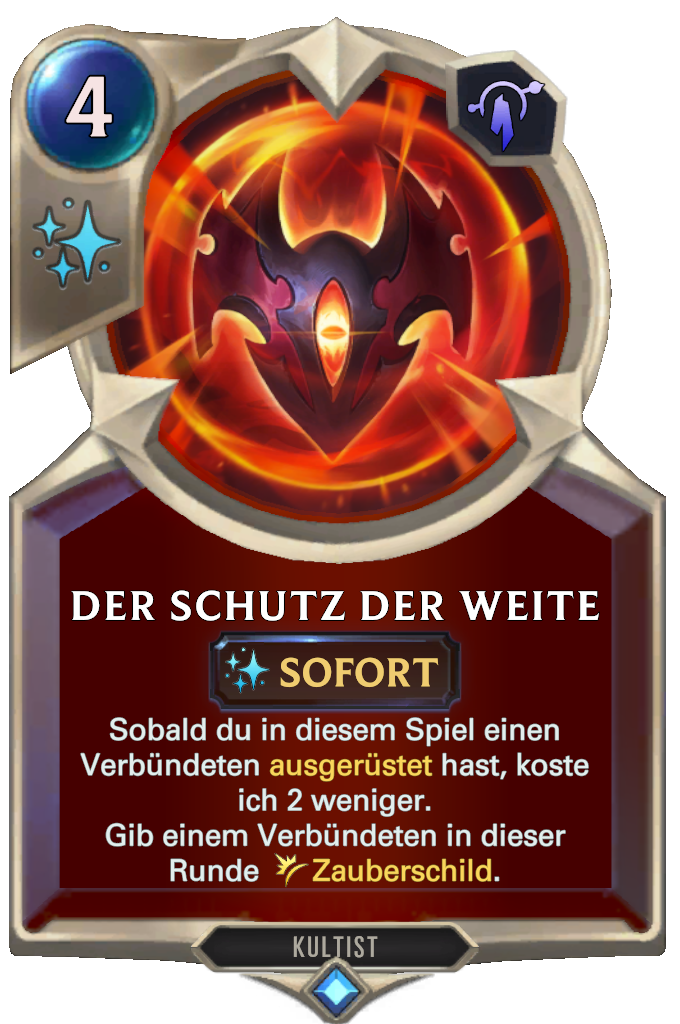 4
DER SCHUTZ DER WEITE
SOFORT
Sobald du in diesem Spiel einen
Verbündeten ausgerüstet hast, koste
ich 2 weniger.
Gib einem Verbündeten in dieser
Runde Zauberschild.
KULTIST